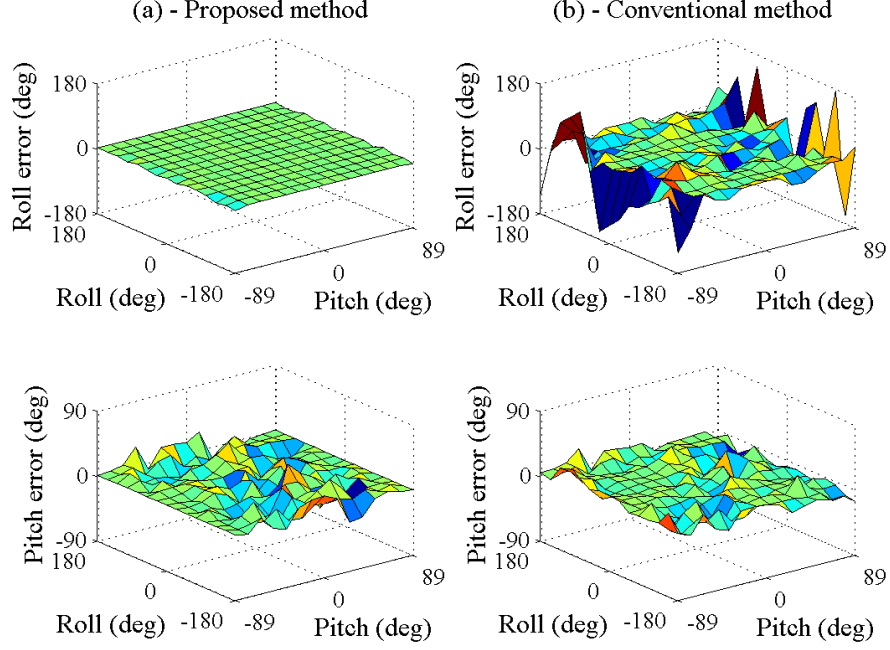 (a) - Proposed method
(b) - Conventional method
Roll error (deg)
180
0
-180
180
0
-180
Roll (deg)
-89
0
89
Pitch (deg)
Roll error (deg)
180
0
-180
180
0
-180
Roll (deg)
-89
0
89
Pitch (deg)
Pitch error (deg)
90
0
-90
180
0
-180
Roll (deg)
-89
0
89
Pitch (deg)
Pitch error (deg)
90
0
-90
180
0
-180
Roll (deg)
-89
0
89
Pitch (deg)